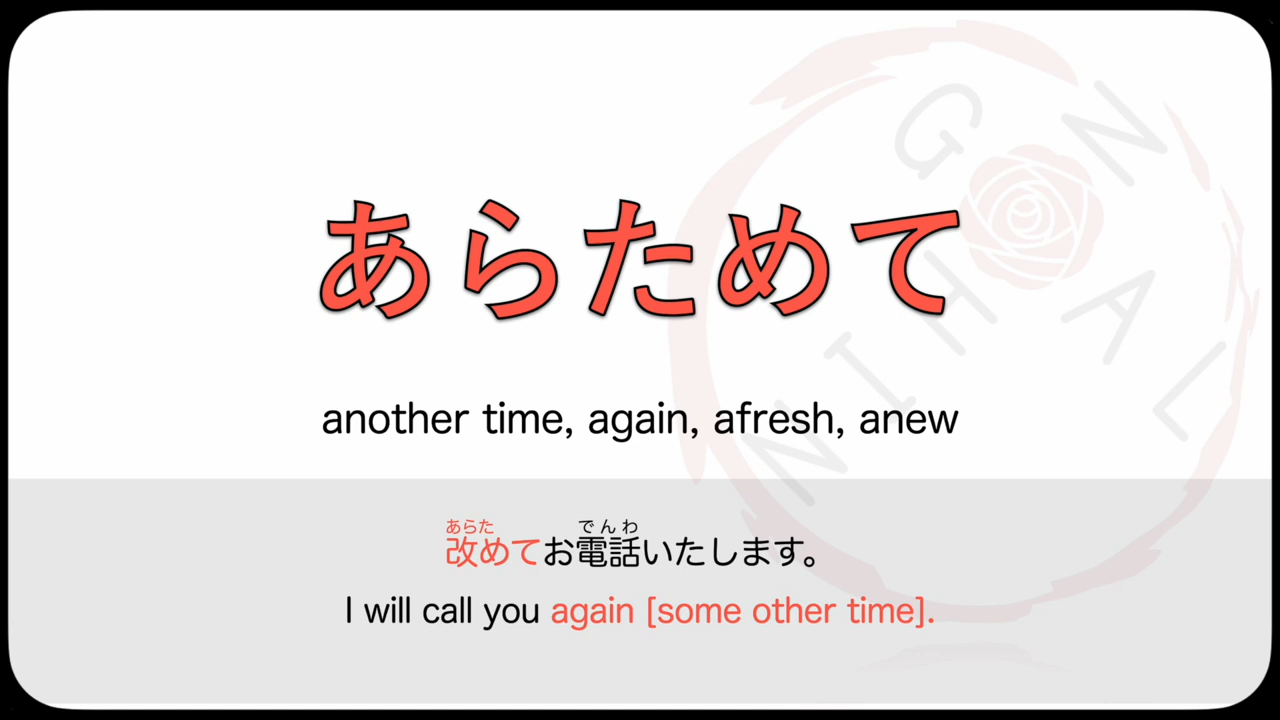 あらためて
another time, again, afresh, anew
あらた でんわ
改めてお電話いたします。
I will call you again [some other time].
NIHONGONAL